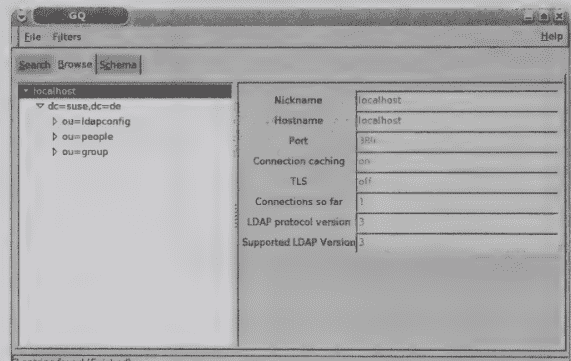 GQ
File Filters Help
Search Browse Schema
localhost
dc=suse,dc=de
ou=ldapconfig
ou=people
ou=group
Nickname localhost
Hostname localhost
Port 389
Connection caching on
TLS off
Connections so far 1
LDAP protocol version 3
Supported LDAP Version 3